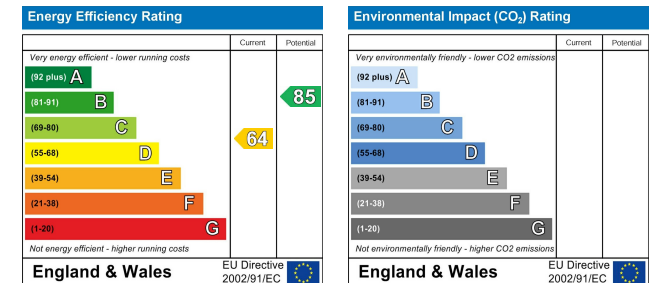 Energy Efficiency Rating
Current Potential
Very energy efficient - lower running costs
(92 plus) A
(81-91) B
(69-80) C
(55-68) D
(39-54) E
(21-38) F
(1-20) G
64
85
Not energy efficient - higher running costs
England & Wales
EU Directive
2002/91/EC
Environmental Impact (CO₂) Rating
Current Potential
Very environmentally friendly - lower CO2 emissions
(92 plus) A
(81-91) B
(69-80) C
(55-68) D
(39-54) E
(21-38) F
(1-20) G
Not environmentally friendly - higher CO2 emissions
England & Wales
EU Directive
2002/91/EC